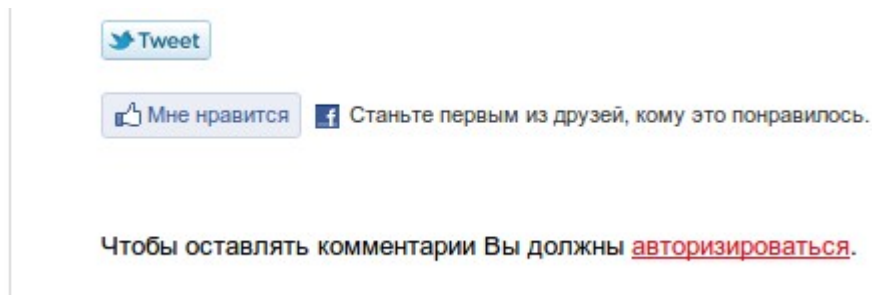 Tweet
Мне нравится Станьте первым из друзей, кому это понравилось.
Чтобы оставлять комментарии Вы должны авторизироваться.